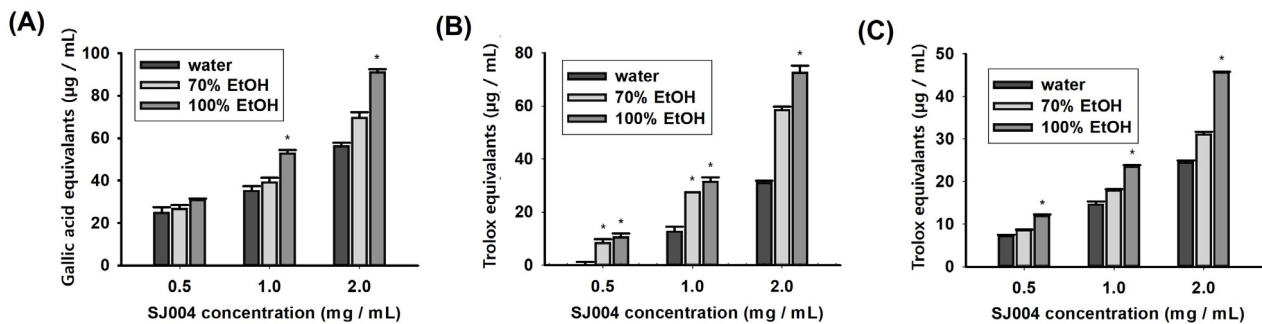 (A)
Gallic acid equivalants (μg / mL)
100
80
60
40
20
0
water
70% EtOH
100% EtOH
*
*
0.5
1.0
2.0
SJ004 concentration (mg / mL)
(B)
Trolox equivalants (μg / mL)
80
60
40
20
0
water
70% EtOH
100% EtOH
*
*
*
*
*
0.5
1.0
2.0
SJ004 concentration (mg / mL)
(C)
Trolox equivalants (μg / mL)
50
40
30
20
10
0
water
70% EtOH
100% EtOH
*
*
*
0.5
1.0
2.0
SJ004 concentration (mg / mL)